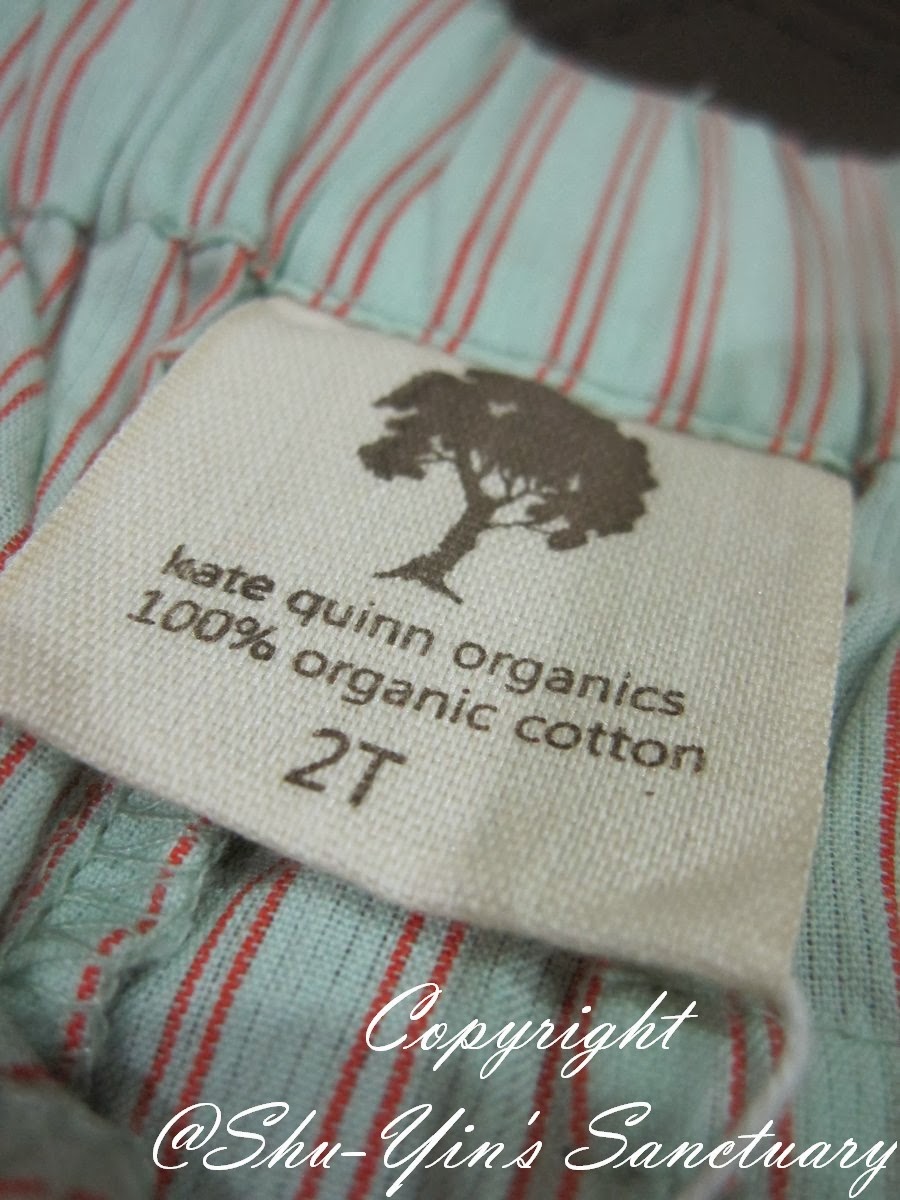 kate quinn organics
100% organic cotton
2T
Copyright
@Shu-Yin's Sanctuary